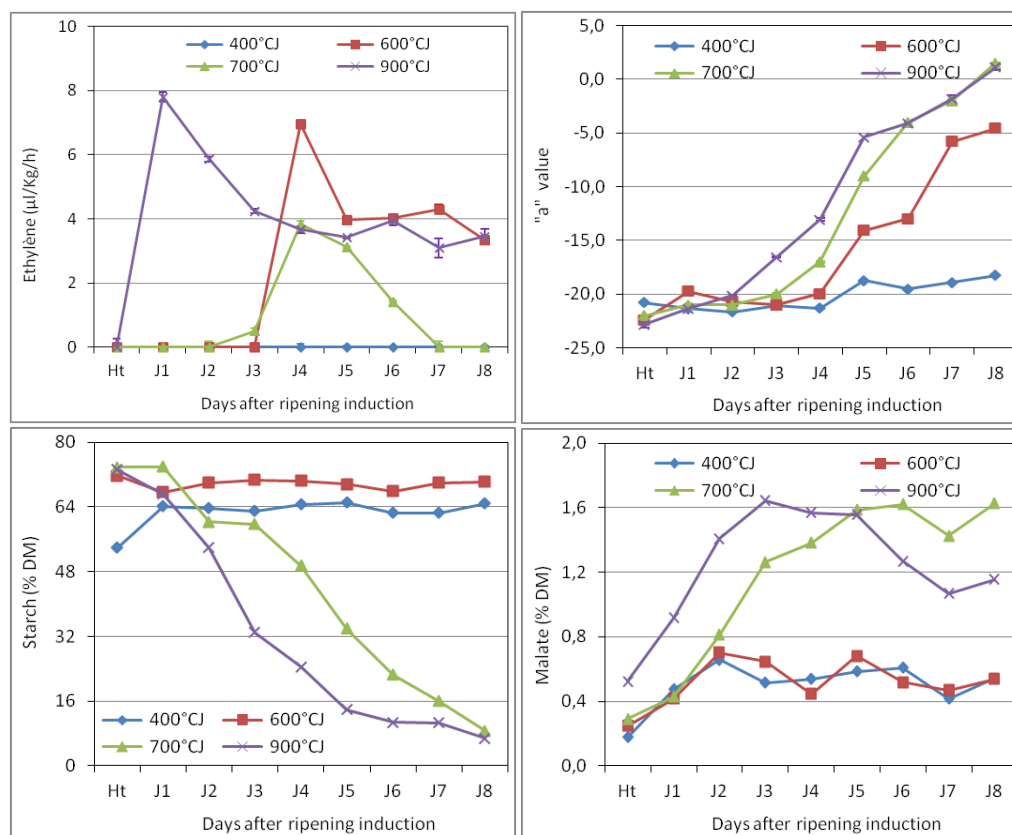 10
8
6
4
2
0
Ethylène (µl/Kg/h)
400°CJ 600°CJ
700°CJ 900°CJ
Ht J1 J2 J3 J4 J5 J6 J7 J8
Days after ripening induction
5,0
0,0
-5,0
-10,0
-15,0
-20,0
-25,0
"a" value
400°CJ 600°CJ
700°CJ 900°CJ
Ht J1 J2 J3 J4 J5 J6 J7 J8
Days after ripening induction
80
64
48
32
16
0
Starch (% DM)
400°CJ 600°CJ
700°CJ 900°CJ
Ht J1 J2 J3 J4 J5 J6 J7 J8
Days after ripening induction
2,0
1,6
1,2
0,8
0,4
0,0
Malate (% DM)
400°CJ 600°CJ
700°CJ 900°CJ
Ht J1 J2 J3 J4 J5 J6 J7 J8
Days after ripening induction